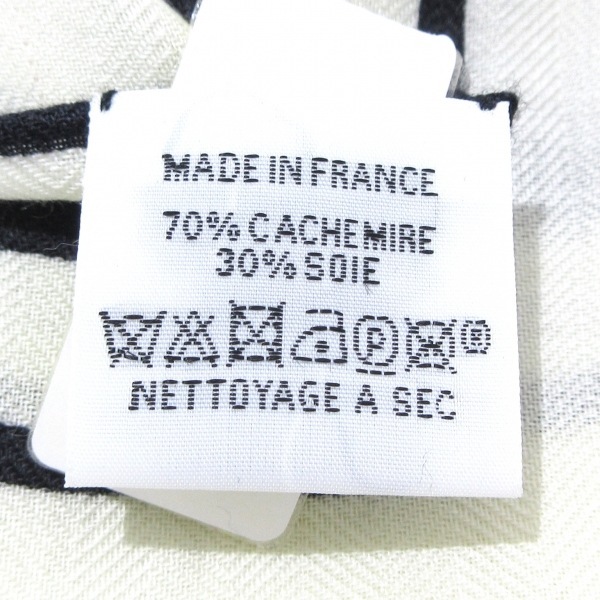 MADE IN FRANCE
70% CACHEMIRE
30% SOIE
P ®
NETTOYAGE A SEC